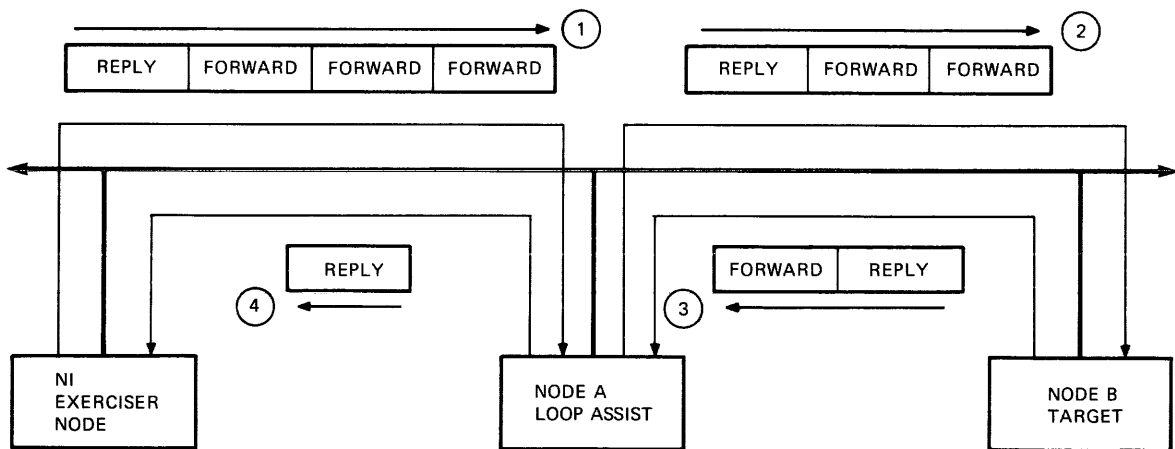 1
2
REPLY FORWARD FORWARD FORWARD
REPLY FORWARD FORWARD
REPLY
FORWARD REPLY
4
3
NI
EXERCISER
NODE
NODE A
LOOP ASSIST
NODE B
TARGET